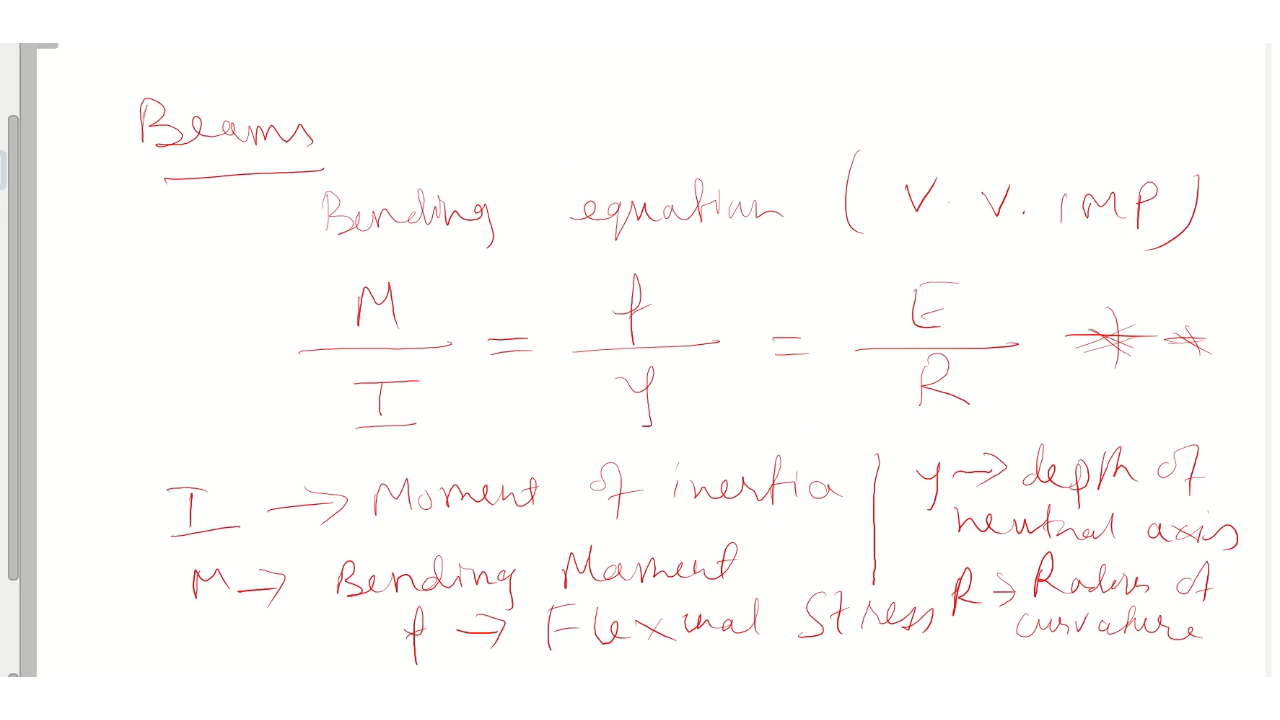 Beams
Bending equation (V. V. IMP)
M/I = f/y = E/R **
I → Moment of inertia
M → Bending Moment
f → Flexural Stress
y → depth of
neutral axis
R → Radius of
curvature